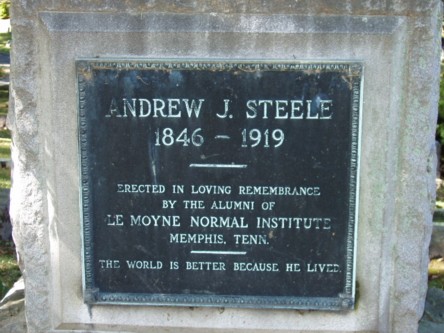 ANDREW J. STEELE
1846 - 1919
ERECTED IN LOVING REMEMBRANCE
BY THE ALUMNI OF
LE MOYNE NORMAL INSTITUTE
MEMPHIS, TENN.
THE WORLD IS BETTER BECAUSE HE LIVED.